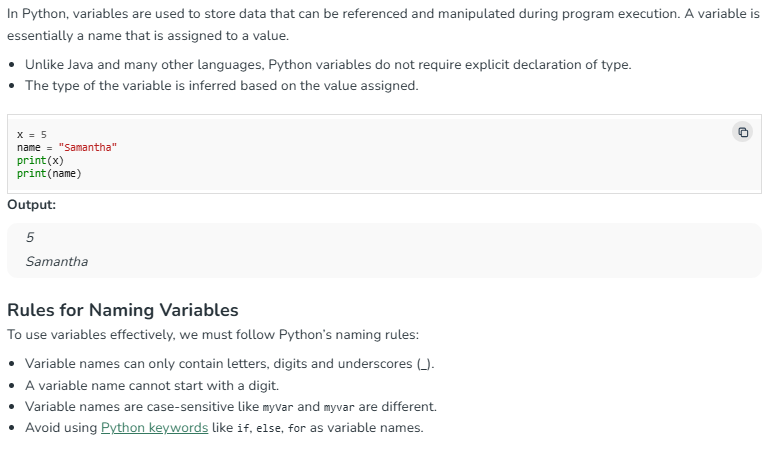 In Python, variables are used to store data that can be referenced and manipulated during program execution. A variable is
essentially a name that is assigned to a value.
• Unlike Java and many other languages, Python variables do not require explicit declaration of type.
• The type of the variable is inferred based on the value assigned.
x = 5
name = "Samantha"
print(x)
print(name)
Output:
5
Samantha
Rules for Naming Variables
To use variables effectively, we must follow Python’s naming rules:
• Variable names can only contain letters, digits and underscores (_).
• A variable name cannot start with a digit.
• Variable names are case-sensitive like myVar and myvar are different.
• Avoid using Python keywords like if, else, for as variable names.